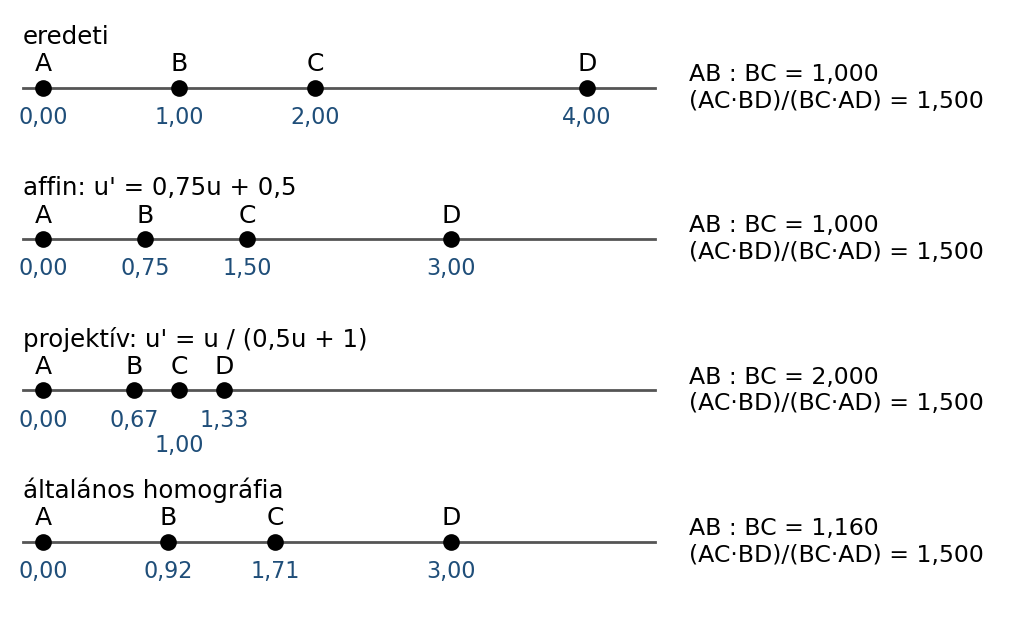 eredeti
A B C D
0,00 1,00 2,00 4,00
AB : BC = 1,000
(AC·BD)/(BC·AD) = 1,500
affin: u' = 0,75u + 0,5
A B C D
0,00 0,75 1,50 3,00
AB : BC = 1,000
(AC·BD)/(BC·AD) = 1,500
projektív: u' = u / (0,5u + 1)
A B C D
0,00 0,67 1,33
1,00
AB : BC = 2,000
(AC·BD)/(BC·AD) = 1,500
általános homográfia
A B C D
0,00 0,92 1,71 3,00
AB : BC = 1,160
(AC·BD)/(BC·AD) = 1,500